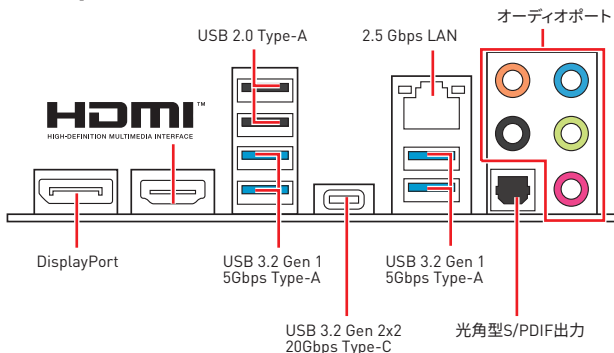 オーディオポート
USB 2.0 Type-A
2.5 Gbps LAN
HDMI™
HIGH-DEFINITION MULTIMEDIA INTERFACE
DisplayPort
USB 3.2 Gen 1
5Gbps Type-A
USB 3.2 Gen 1
5Gbps Type-A
USB 3.2 Gen 2x2
20Gbps Type-C
光角型S/PDIF出力